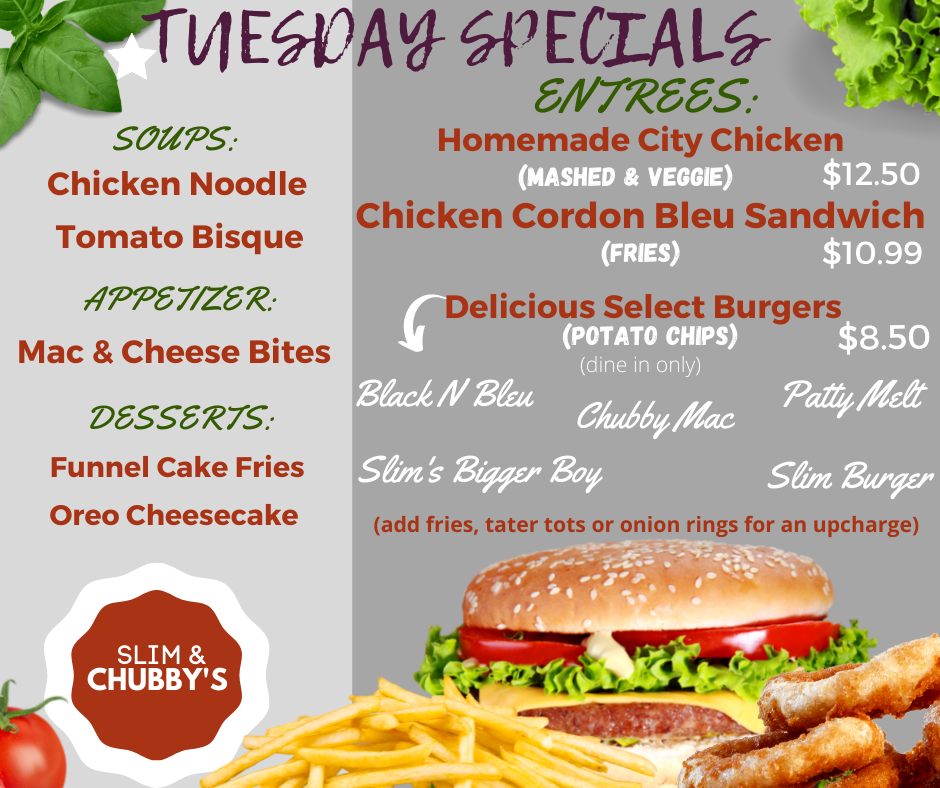 TUESDAY SPECIALS
SOUPS:
Chicken Noodle
Tomato Bisque
APPETIZER:
Mac & Cheese Bites
DESSERTS:
Funnel Cake Fries
Oreo Cheesecake
SLIM &
CHUBBY'S
ENTREES:
Homemade City Chicken
(MASHED & VEGGIE) $12.50
Chicken Cordon Bleu Sandwich
(FRIES) $10.99
Delicious Select Burgers
(POTATO CHIPS) $8.50
(dine in only)
Black N Bleu Chubby Mac Patty Melt
Slim's Bigger Boy Slim Burger
(add fries, tater tots or onion rings for an upcharge)